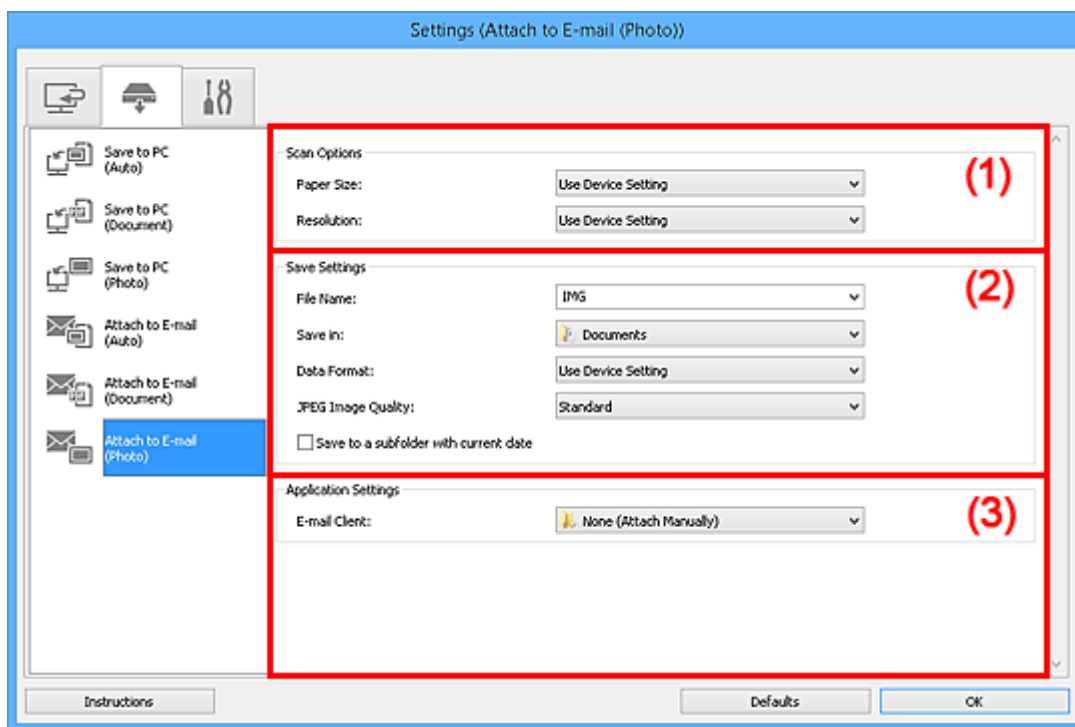 Settings (Attach to E-mail (Photo))
Save to PC
(Auto)
Save to PC
(Document)
Save to PC
(Photo)
Attach to E-mail
(Auto)
Attach to E-mail
(Document)
Attach to E-mail
(Photo)
Scan Options
(1)
Paper Size:
Use Device Setting
Resolution:
Use Device Setting
Save Settings
(2)
File Name:
IMG
Save in:
Documents
Data Format:
Use Device Setting
JPEG Image Quality:
Standard
Save to a subfolder with current date
Application Settings
(3)
E-mail Client:
None (Attach Manually)
Instructions
Defaults
OK